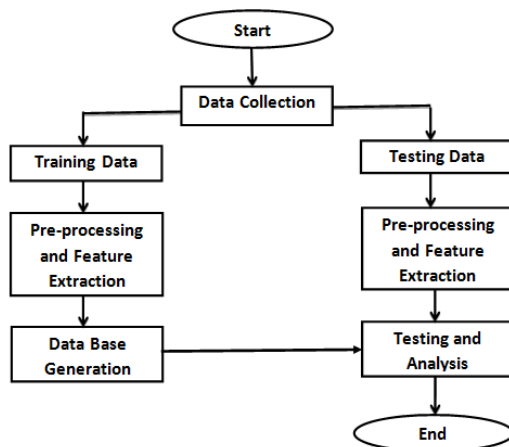 Start
Data Collection
Training Data
Testing Data
Pre-processing
and Feature
Extraction
Pre-processing
and Feature
Extraction
Data Base
Generation
Testing and
Analysis
End